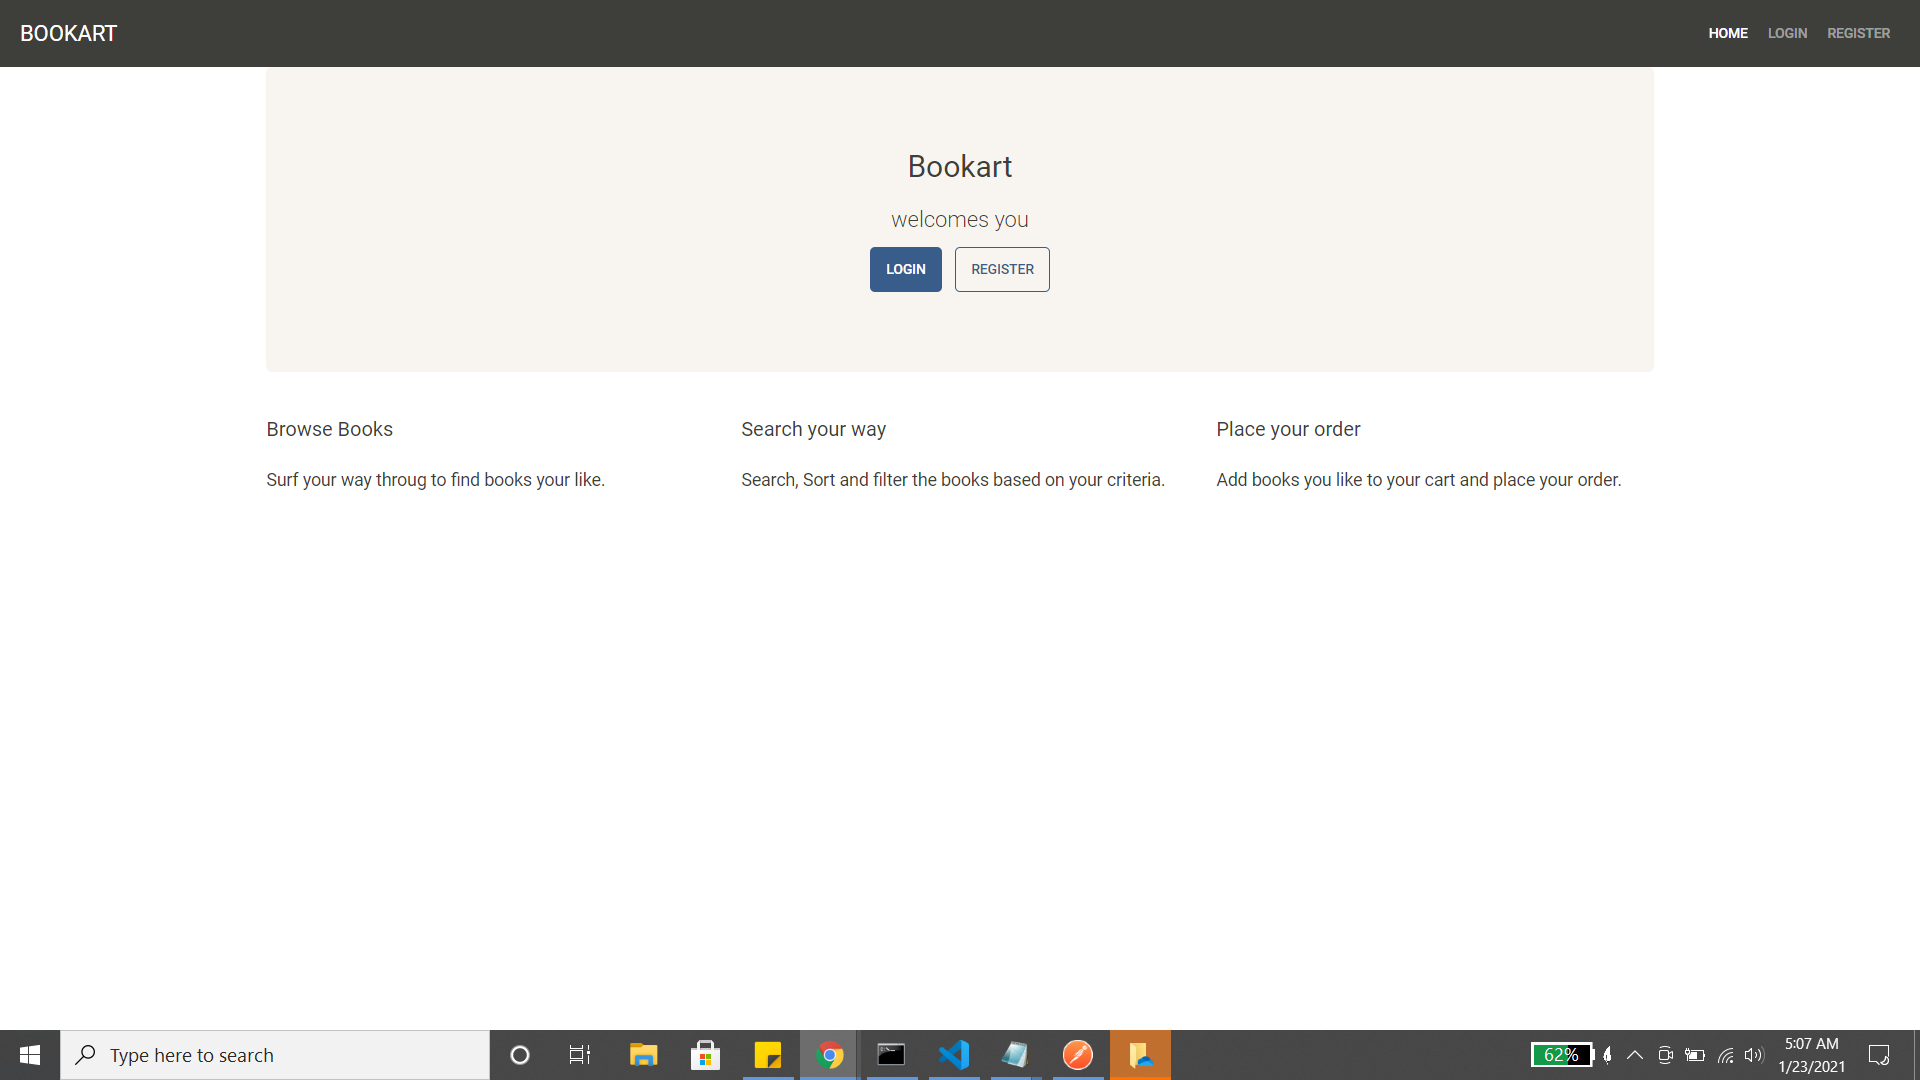 BOOKART
HOME LOGIN REGISTER
Bookart
welcomes you
LOGIN REGISTER
Browse Books
Surf your way throug to find books your like.
Search your way
Search, Sort and filter the books based on your criteria.
Place your order
Add books you like to your cart and place your order.
Type here to search
62%
5:07 AM
1/23/2021